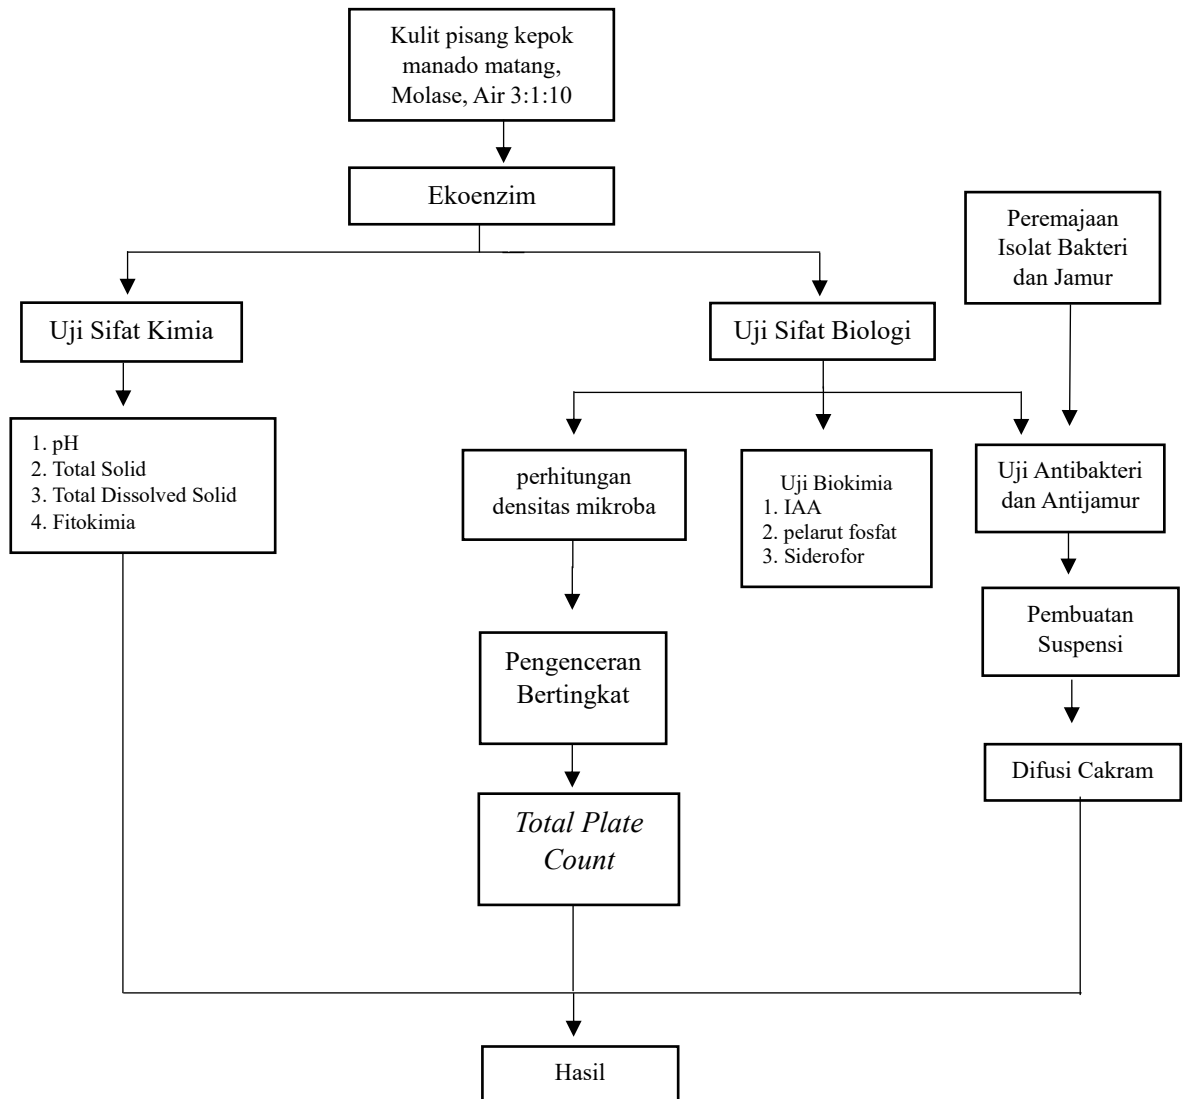 Kulit pisang kepok
manado matang,
Molase, Air 3:1:10
Ekoenzim
Peremajaan
Isolat Bakteri
dan Jamur
Uji Sifat Kimia
Uji Sifat Biologi
1. pH
2. Total Solid
3. Total Dissolved Solid
4. Fitokimia
perhitungan
densitas mikroba
Uji Biokimia
1. IAA
2. pelarut fosfat
3. Siderofor
Uji Antibakteri
dan Antijamur
Pengenceran
Bertingkat
Pembuatan
Suspensi
Total Plate
Count
Difusi Cakram
Hasil